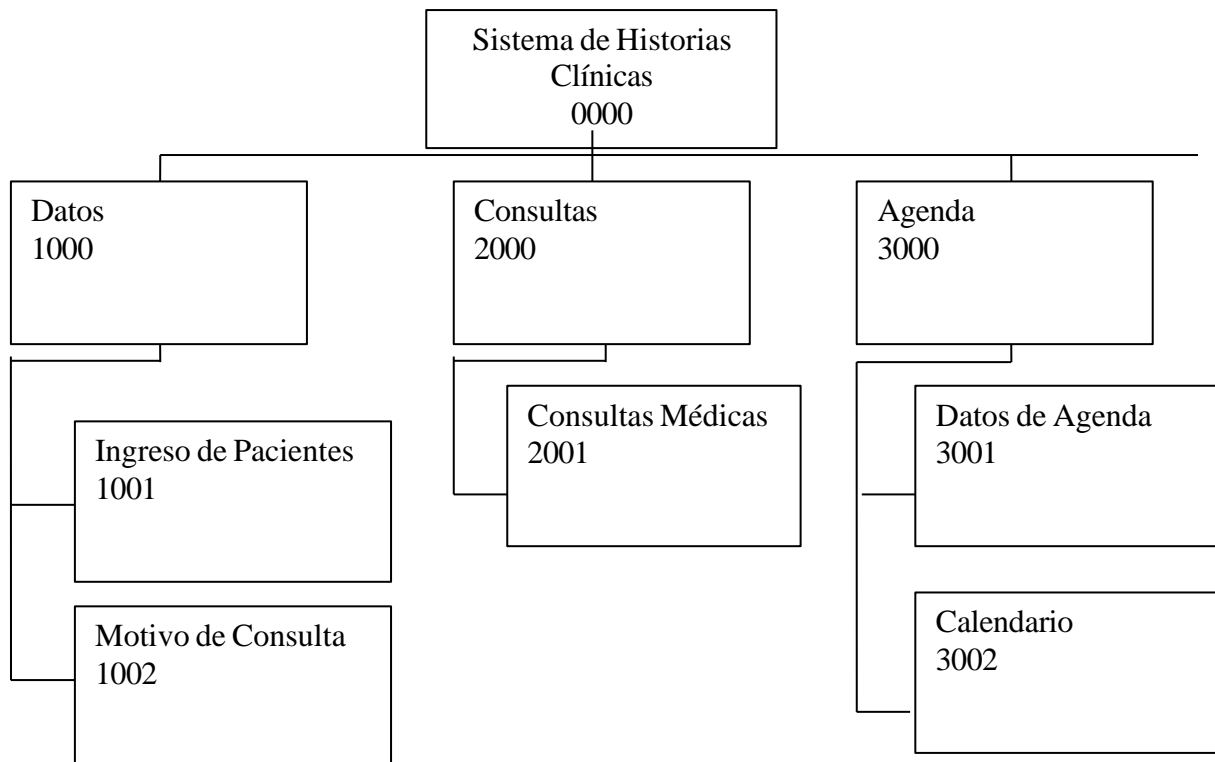 Sistema de Historias
Clínicas
0000
Datos
1000
Consultas
2000
Agenda
3000
Ingreso de Pacientes
1001
Motivo de Consulta
1002
Consultas Médicas
2001
Datos de Agenda
3001
Calendario
3002